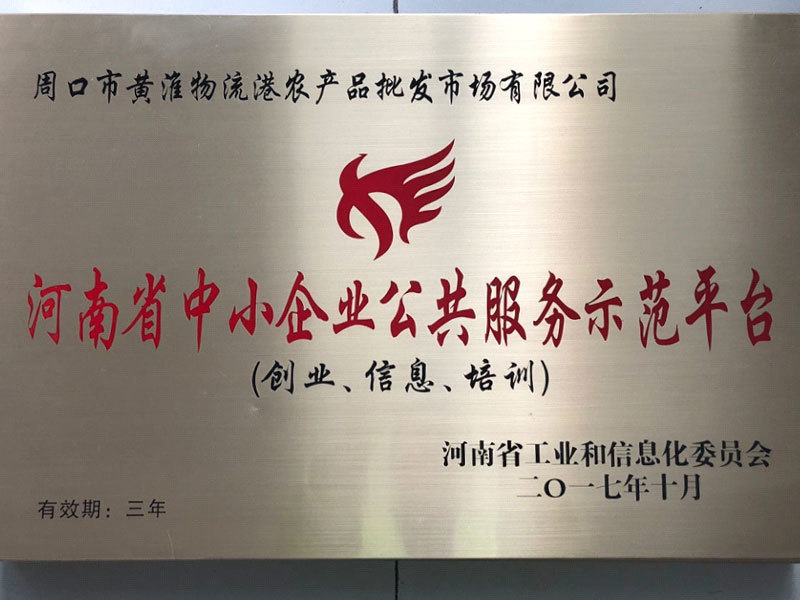 周口市黄淮物流港农产品批发市场有限公司
河南省中小企业公共服务示范平台
(创业、信息、培训)
河南省工业和信息化委员会
二〇一七年十月
有效期：三年